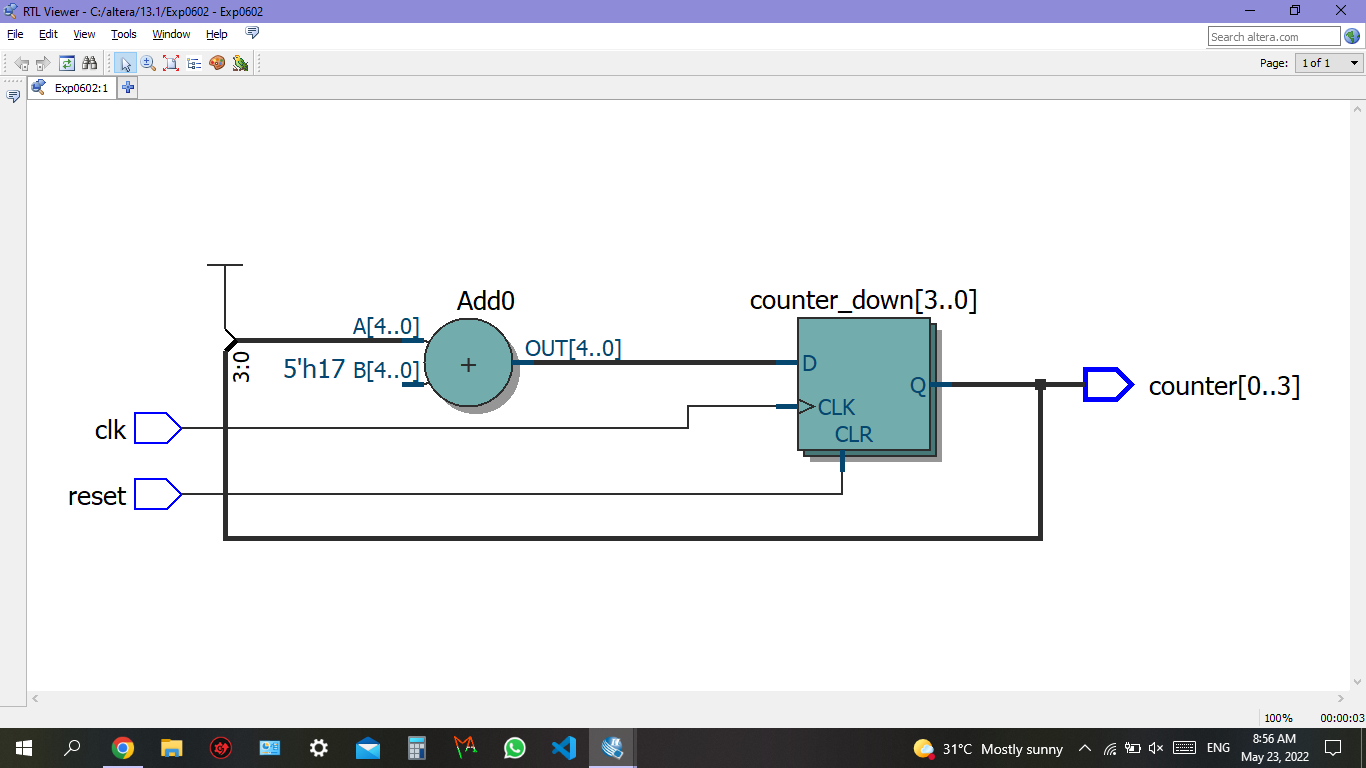 RTL Viewer - C:/altera/13.1/Exp0602 - Exp0602
File Edit View Tools Window Help
Search altera.com
Page: 1 of 1
Exp0602:1
Add0
counter_down[3..0]
A[4..0]
5'h17 B[4..0]
OUT[4..0]
+
3:0
D
Q
CLK
CLR
counter[0..3]
clk
reset
100% 00:00:03
31°C Mostly sunny
ENG
8:56 AM
May 23, 2022